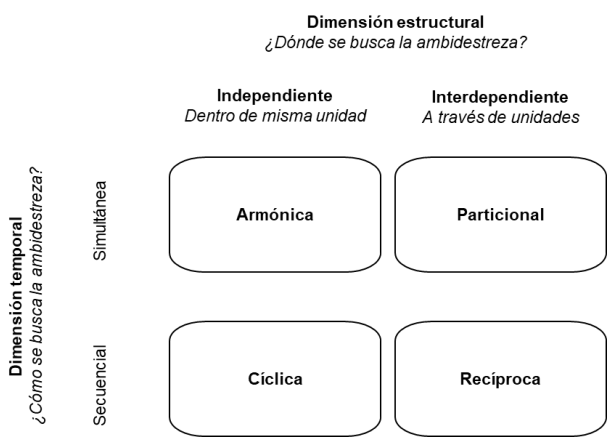 Dimensión estructural
¿Dónde se busca la ambidestreza?
Independiente
Dentro de misma unidad
Interdependiente
A través de unidades
Dimensión temporal
¿Cómo se busca la ambidestreza?
Simultánea
Armónica
Particional
Secuencial
Cíclica
Recíproca